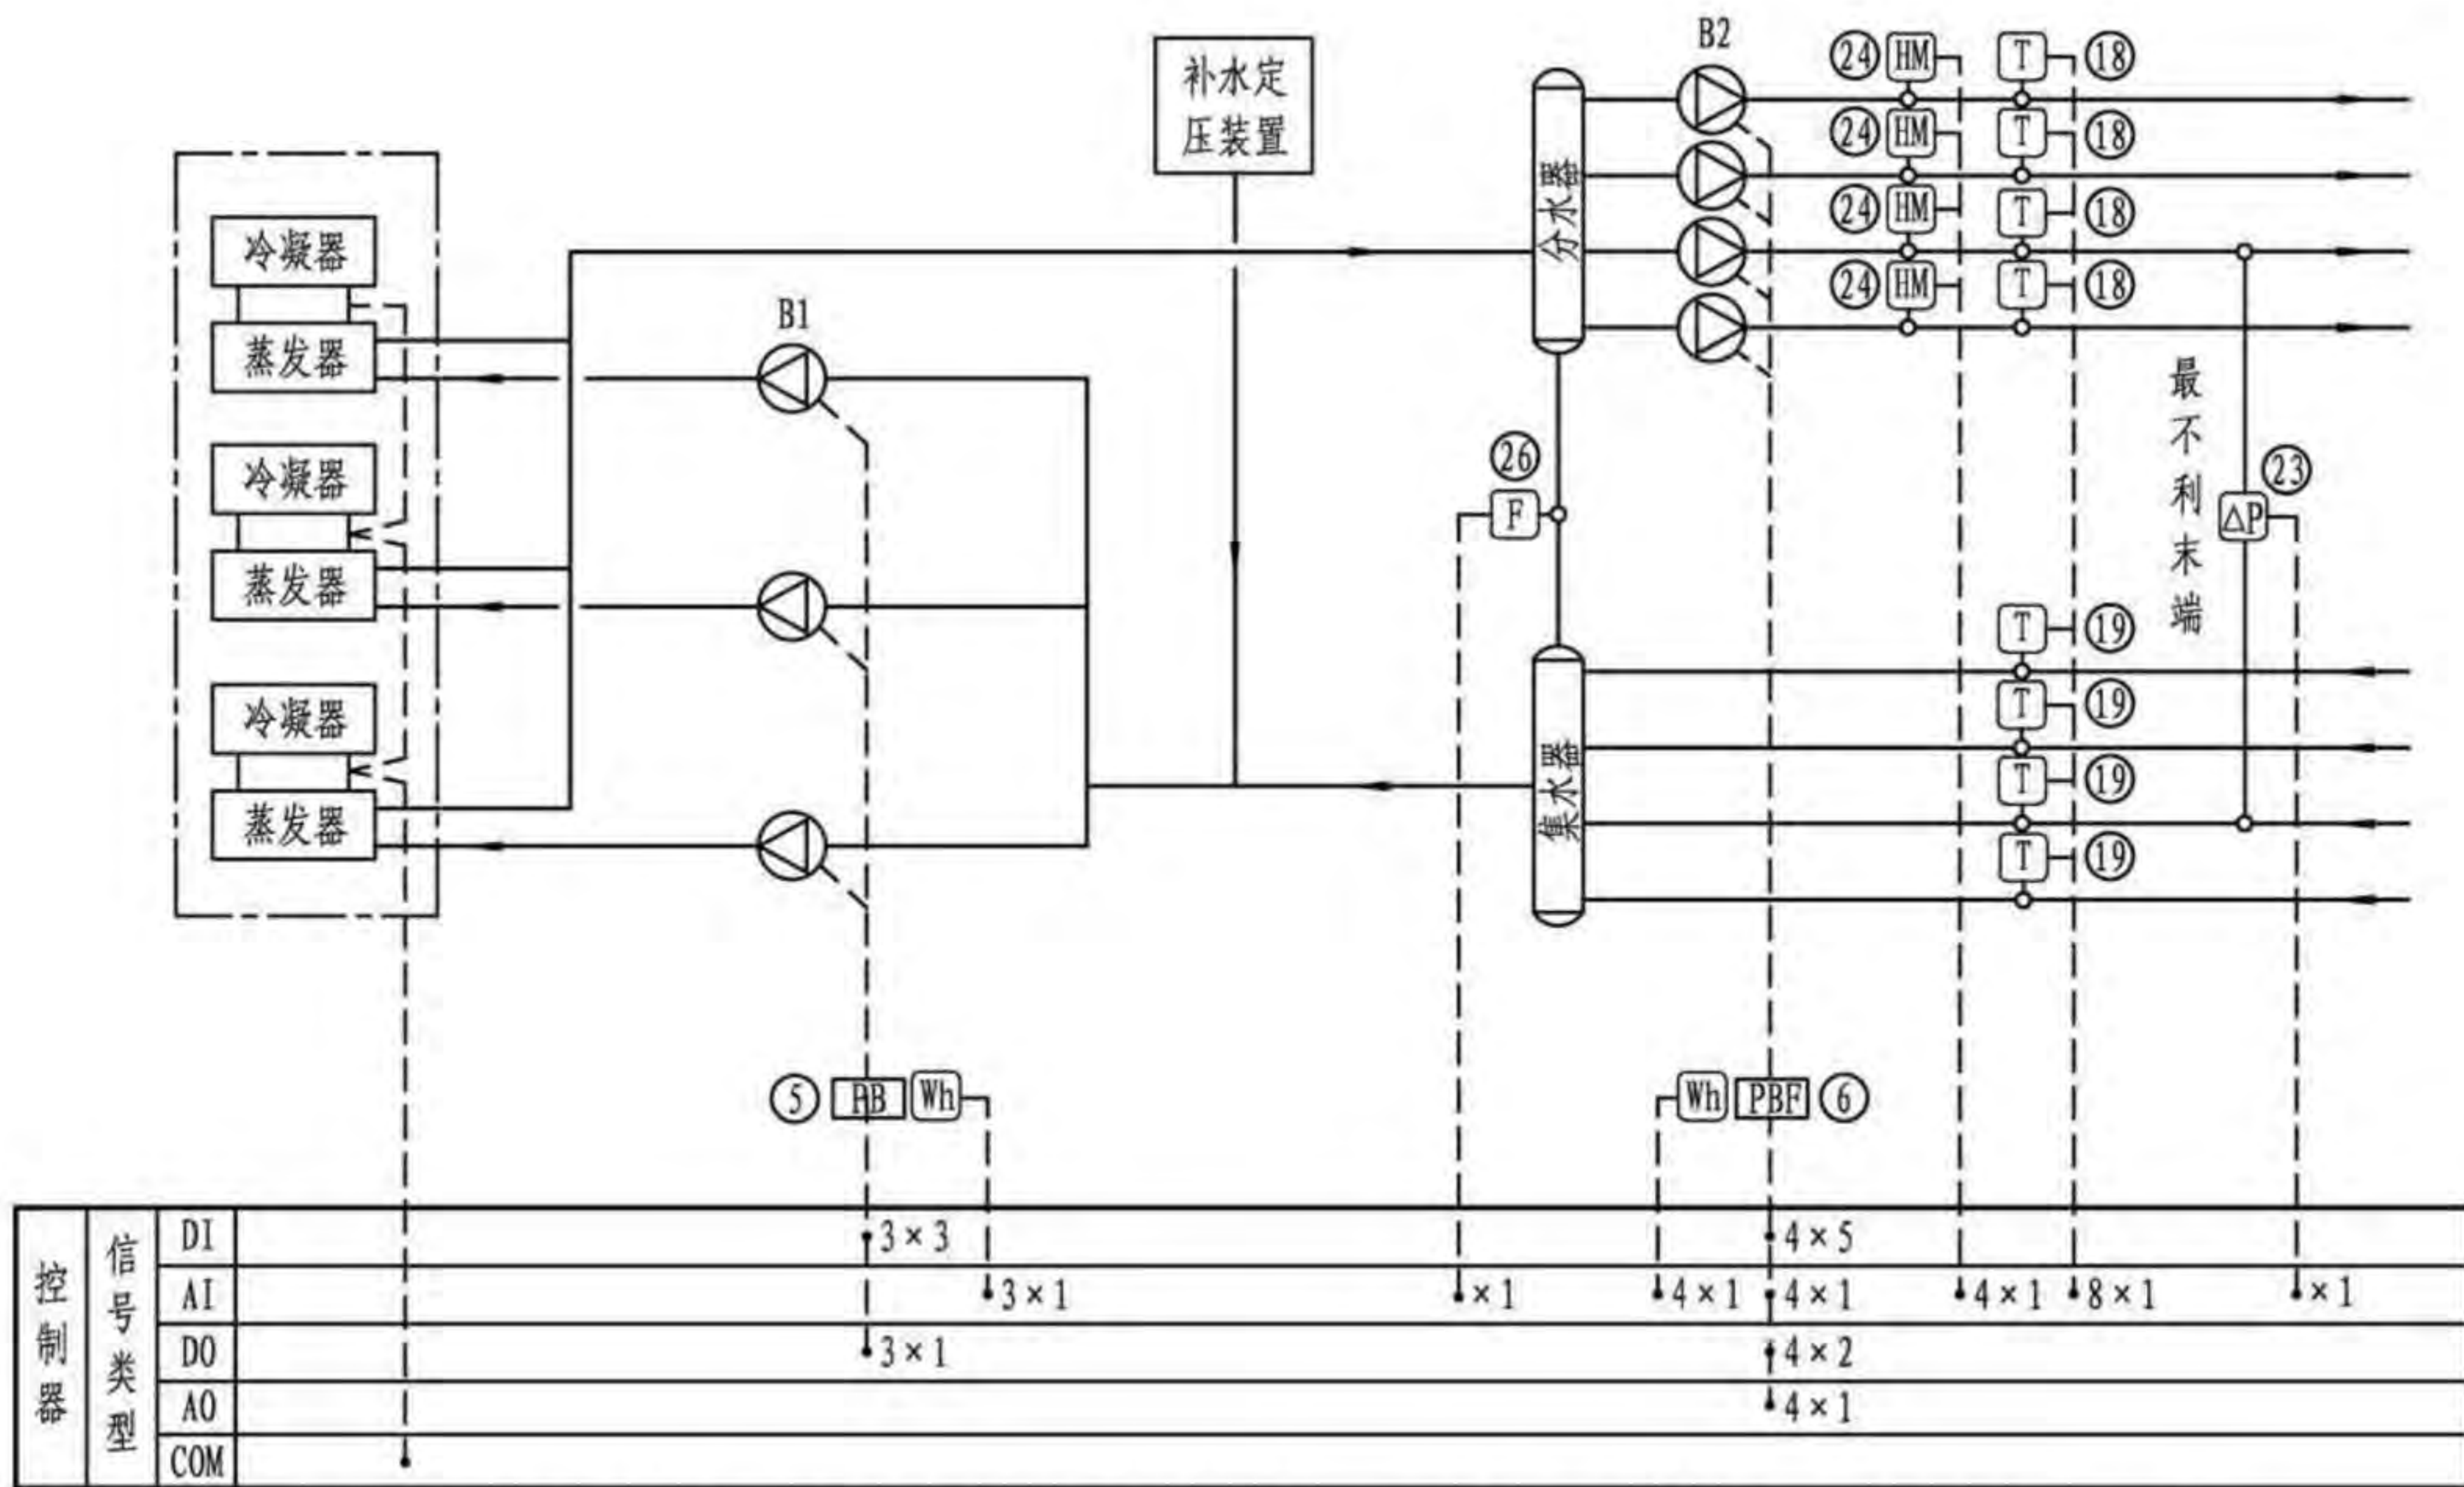 B2
㉔ HM T ⑱
㉔ HM T ⑱
㉔ HM T ⑱
㉔ HM T ⑱
补水定
压装置
分水器
冷凝器
蒸发器
冷凝器
蒸发器
冷凝器
蒸发器
B1
㉖
F
最不利末端
㉓
△P
T ⑲
T ⑲
T ⑲
T ⑲
集水器
⑤ PB Wh
Wh PBF ⑥
控制器
信号类型
DI 3×3 4×5
AI 3×1 ×1 4×1 4×1 4×1 8×1 ×1
DO 3×1 4×2
AO 4×1
COM